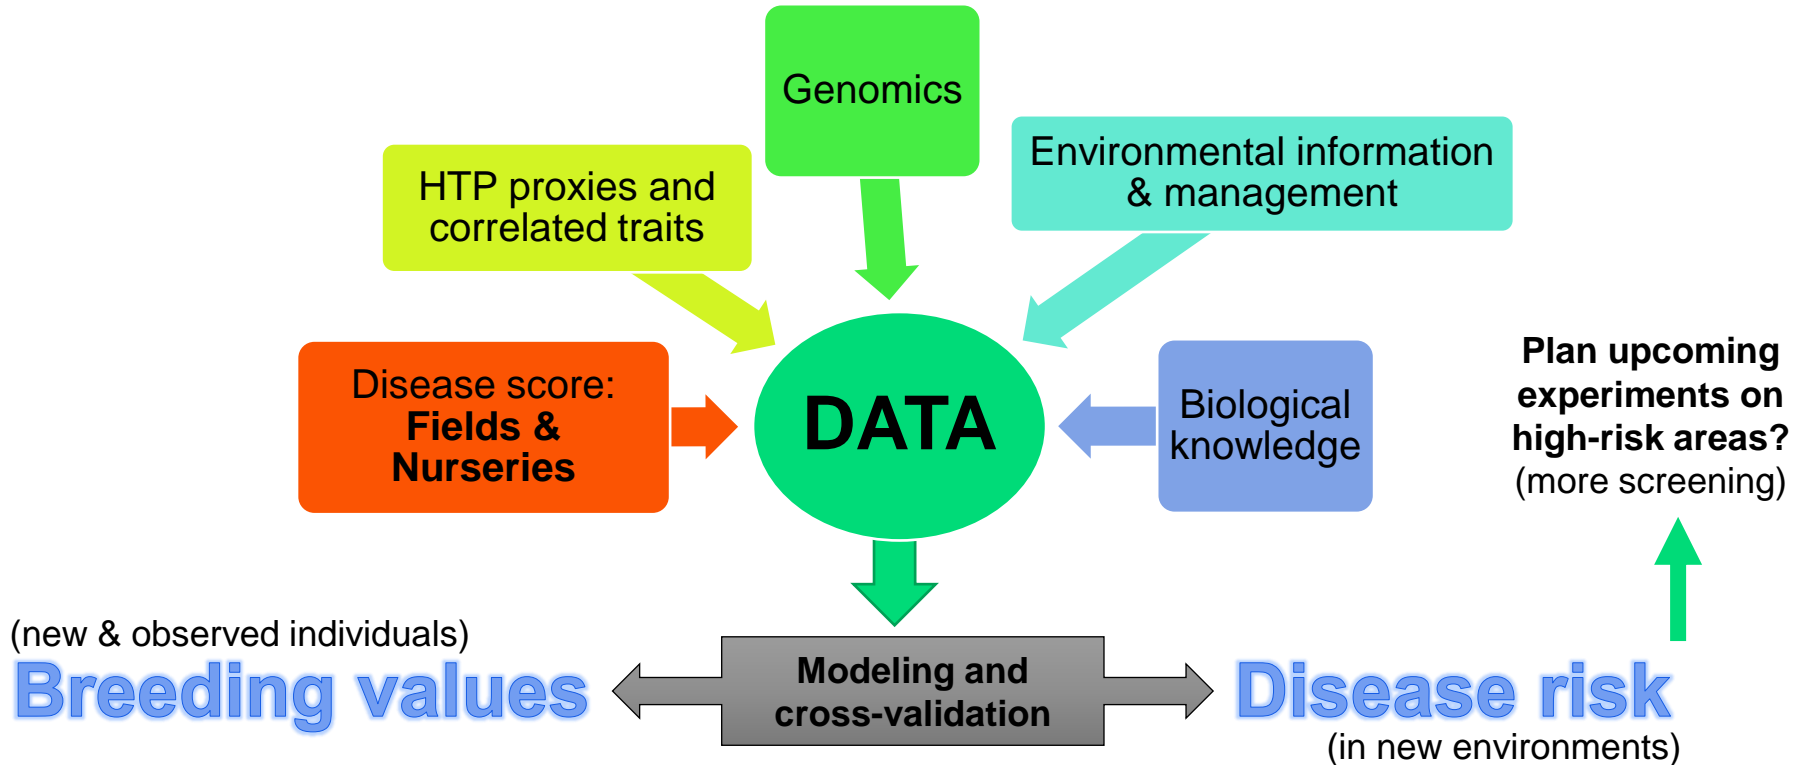 Genomics
HTP proxies and
correlated traits
Environmental information
& management
Disease score:
Fields &
Nurseries
DATA
Biological
knowledge
Plan upcoming
experiments on
high-risk areas?
(more screening)
(new & observed individuals)
Breeding values
Modeling and
cross-validation
Disease risk
(in new environments)